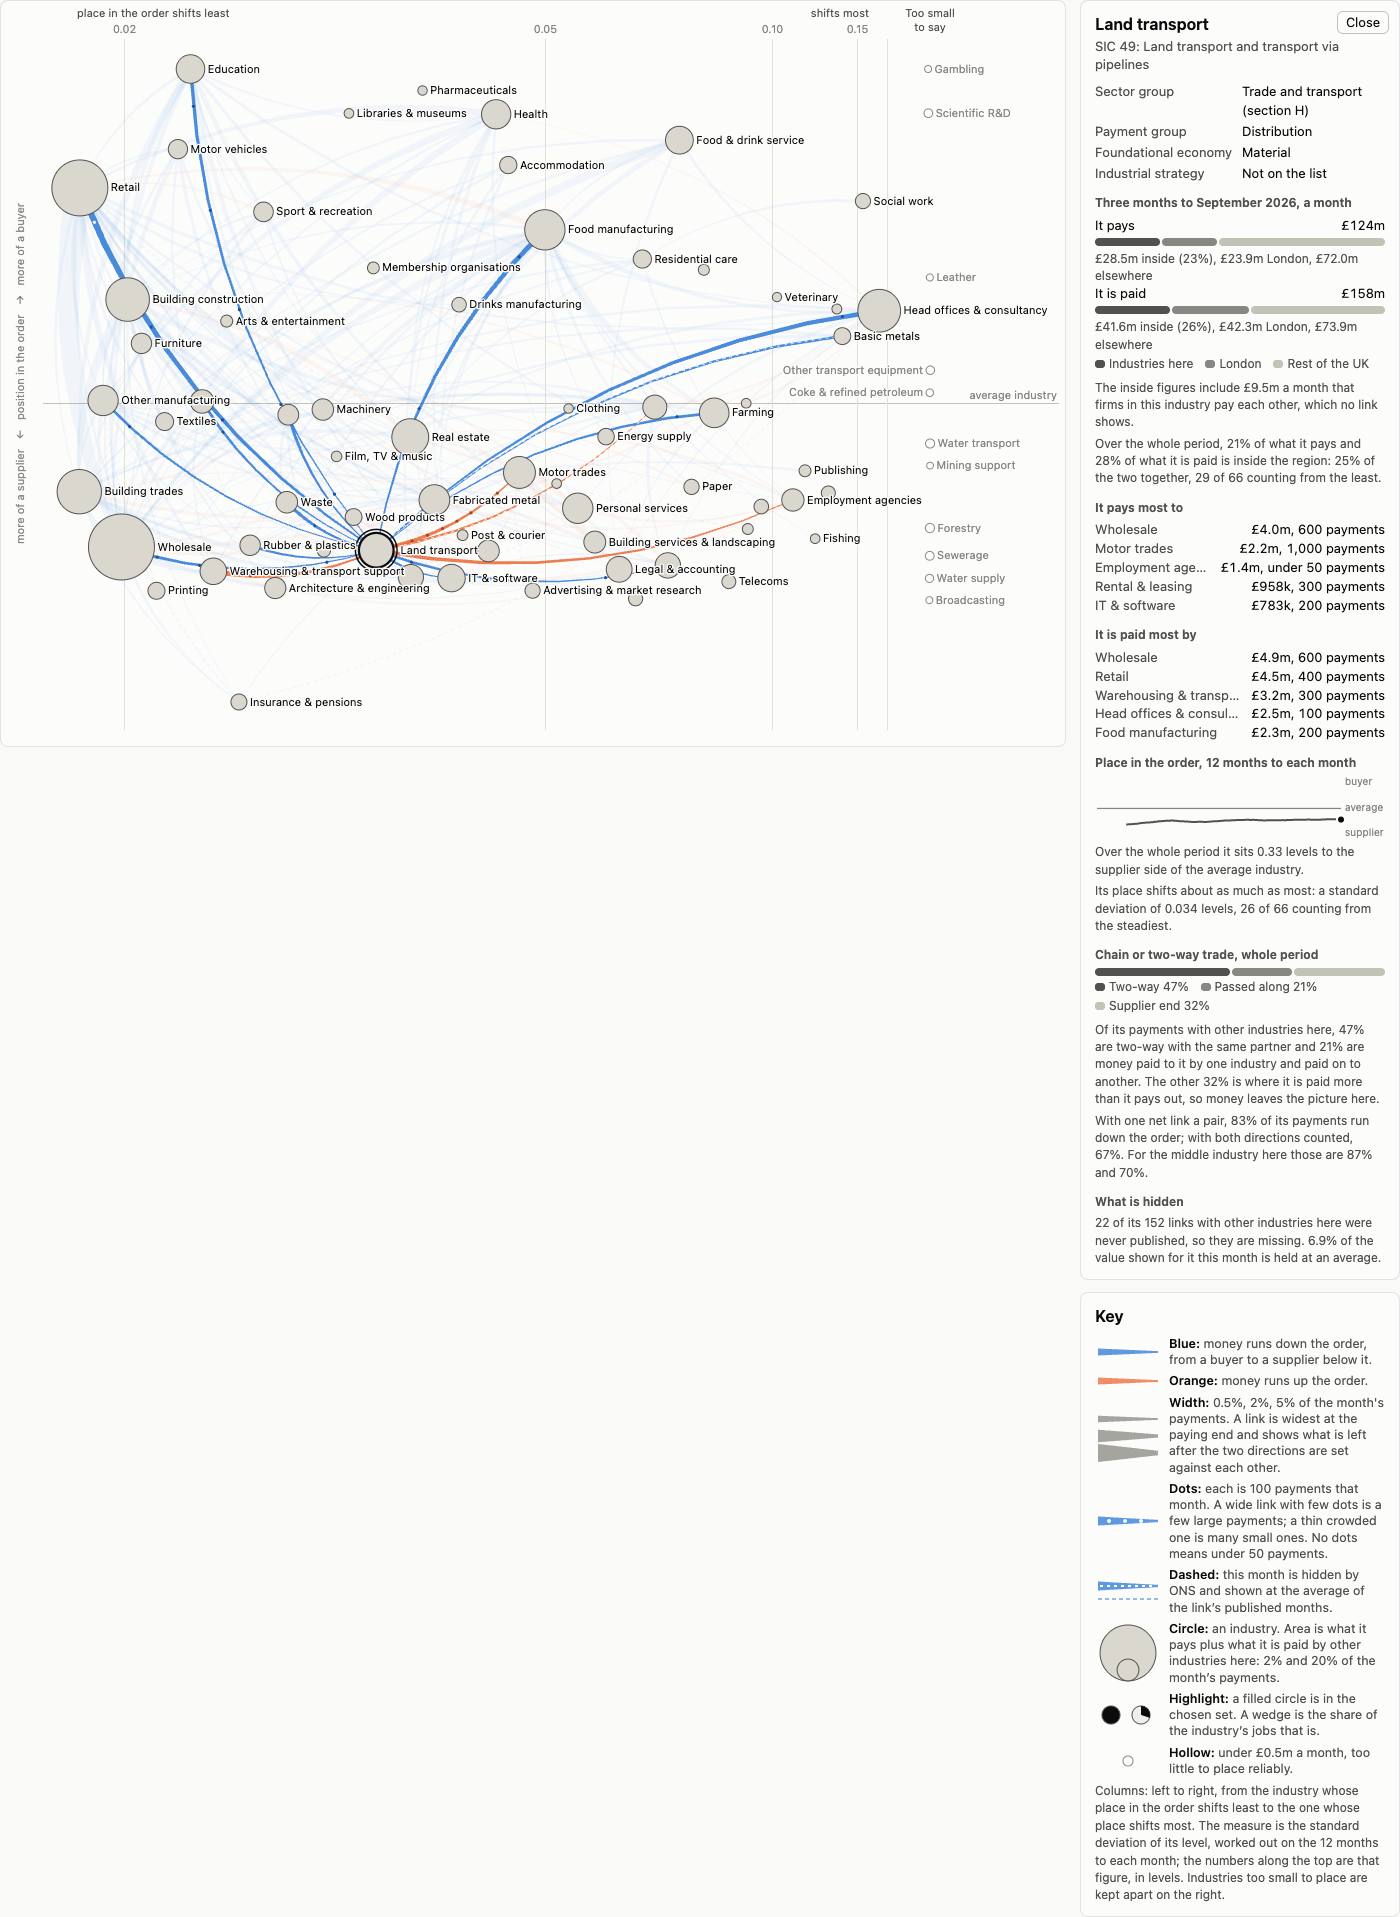 place in the order shifts least
shifts most
Too small
to say
0.02
0.05
0.10
0.15
more of a supplier ← position in the order → more of a buyer
Education
Gambling
Pharmaceuticals
Libraries & museums
Health
Scientific R&D
Food & drink service
Motor vehicles
Accommodation
Retail
Social work
Sport & recreation
Food manufacturing
Residential care
Membership organisations
Leather
Building construction
Drinks manufacturing
Veterinary
Head offices & consultancy
Arts & entertainment
Basic metals
Furniture
Other transport equipment
Coke & refined petroleum
average industry
Other manufacturing
Machinery
Clothing
Farming
Textiles
Real estate
Energy supply
Water transport
Film, TV & music
Mining support
Motor trades
Publishing
Building trades
Paper
Waste
Fabricated metal
Employment agencies
Personal services
Wood products
Forestry
Post & courier
Fishing
Wholesale
Rubber & plastics
Land transport
Building services & landscaping
Sewerage
Warehousing & transport support
Legal & accounting
IT & software
Telecoms
Water supply
Printing
Architecture & engineering
Advertising & market research
Broadcasting
Insurance & pensions
Land transport
Close
SIC 49: Land transport and transport via
pipelines
Sector group Trade and transport
(section H)
Payment group Distribution
Foundational economy Material
Industrial strategy Not on the list
Three months to September 2026, a month
It pays £124m
£28.5m inside (23%), £23.9m London, £72.0m
elsewhere
It is paid £158m
£41.6m inside (26%), £42.3m London, £73.9m
elsewhere
Industries here London Rest of the UK
The inside figures include £9.5m a month that
firms in this industry pay each other, which no link
shows.
Over the whole period, 21% of what it pays and
28% of what it is paid is inside the region: 25% of
the two together, 29 of 66 counting from the least.
It pays most to
Wholesale £4.0m, 600 payments
Motor trades £2.2m, 1,000 payments
Employment age... £1.4m, under 50 payments
Rental & leasing £958k, 300 payments
IT & software £783k, 200 payments
It is paid most by
Wholesale £4.9m, 600 payments
Retail £4.5m, 400 payments
Warehousing & transp... £3.2m, 300 payments
Head offices & consul... £2.5m, 100 payments
Food manufacturing £2.3m, 200 payments
Place in the order, 12 months to each month
buyer
average
supplier
Over the whole period it sits 0.33 levels to the
supplier side of the average industry.
Its place shifts about as much as most: a standard
deviation of 0.034 levels, 26 of 66 counting from
the steadiest.
Chain or two-way trade, whole period
Two-way 47% Passed along 21%
Supplier end 32%
Of its payments with other industries here, 47%
are two-way with the same partner and 21% are
money paid to it by one industry and paid on to
another. The other 32% is where it is paid more
than it pays out, so money leaves the picture here.
With one net link a pair, 83% of its payments run
down the order; with both directions counted,
67%. For the middle industry here those are 87%
and 70%.
What is hidden
22 of its 152 links with other industries here were
never published, so they are missing. 6.9% of the
value shown for it this month is held at an average.
Key
Blue: money runs down the order,
from a buyer to a supplier below it.
Orange: money runs up the order.
Width: 0.5%, 2%, 5% of the month's
payments. A link is widest at the
paying end and shows what is left
after the two directions are set
against each other.
Dots: each is 100 payments that
month. A wide link with few dots is a
few large payments; a thin crowded
one is many small ones. No dots
means under 50 payments.
Dashed: this month is hidden by
ONS and shown at the average of
the link's published months.
Circle: an industry. Area is what it
pays plus what it is paid by other
industries here: 2% and 20% of the
month's payments.
Highlight: a filled circle is in the
chosen set. A wedge is the share of
the industry's jobs that is.
Hollow: under £0.5m a month, too
little to place reliably.
Columns: left to right, from the industry whose
place in the order shifts least to the one whose
place shifts most. The measure is the standard
deviation of its level, worked out on the 12 months
to each month; the numbers along the top are that
figure, in levels. Industries too small to place are
kept apart on the right.